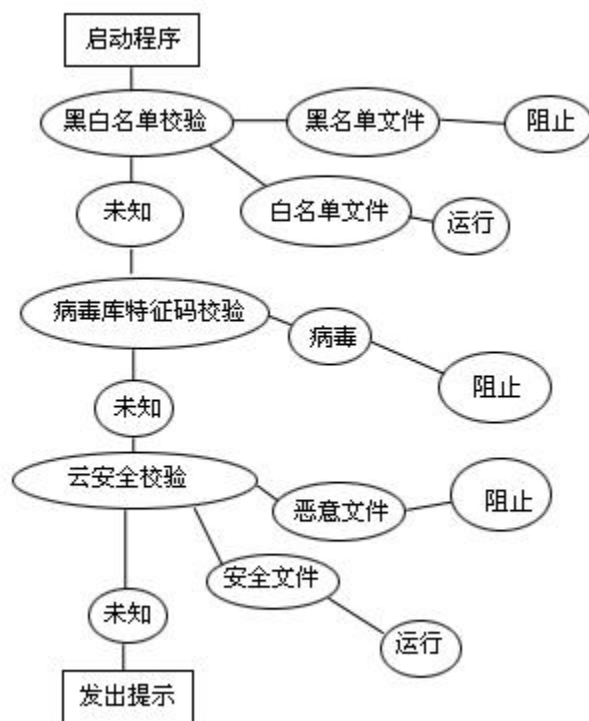 启动程序
黑白名单校验
黑名单文件
阻止
未知
白名单文件
运行
病毒库特征码校验
病毒
阻止
未知
云安全校验
恶意文件
阻止
安全文件
未知
运行
发出提示